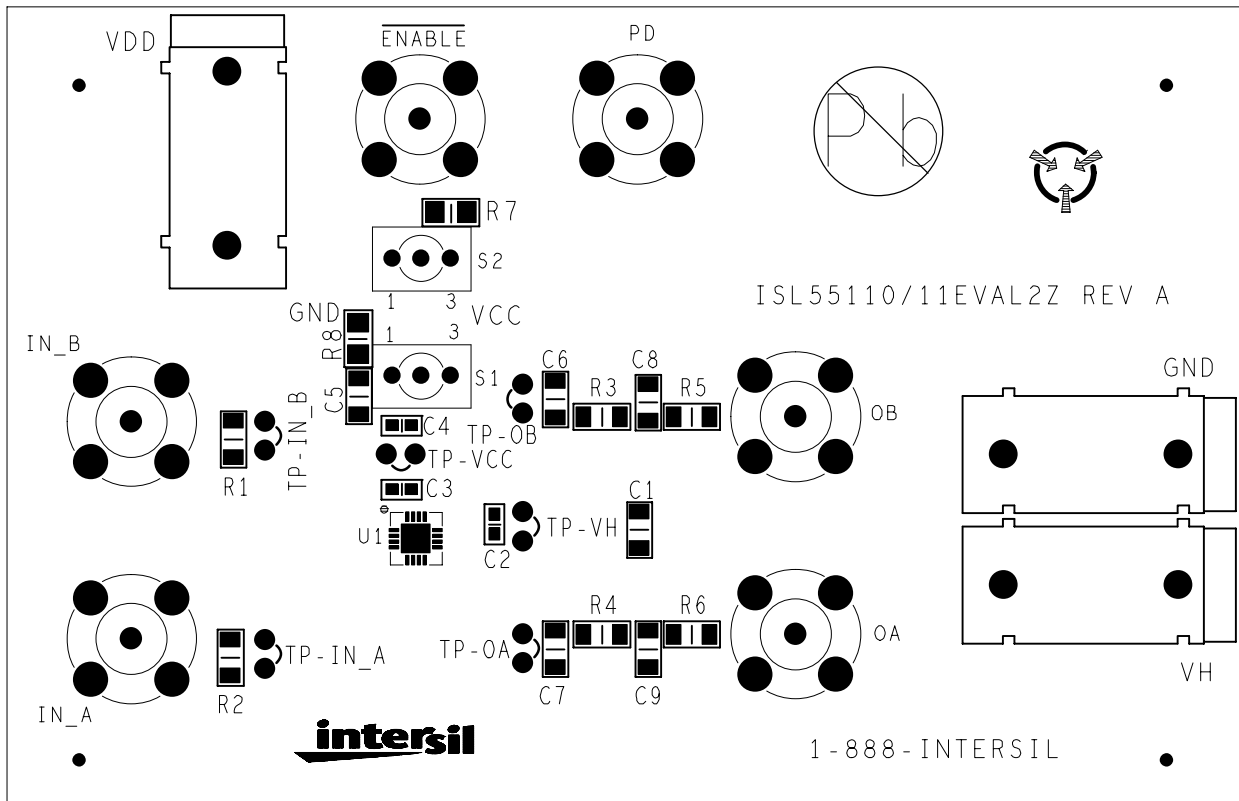 VDD
ENABLE
PD
Pb
R7
S2
1 3
GND
VCC
ISL55110/11EVAL2Z REV A
R8
1 3
IN_B
S1
C5
C6
C8
R3
R5
GND
OB
TP-IN_B
C4
TP-OB
TP-VCC
R1
C3
C1
U1
TP-VH
C2
R4
R6
OA
TP-IN_A
TP-OA
VH
R2
C7
C9
IN_A
intersil
1-888-INTERSIL